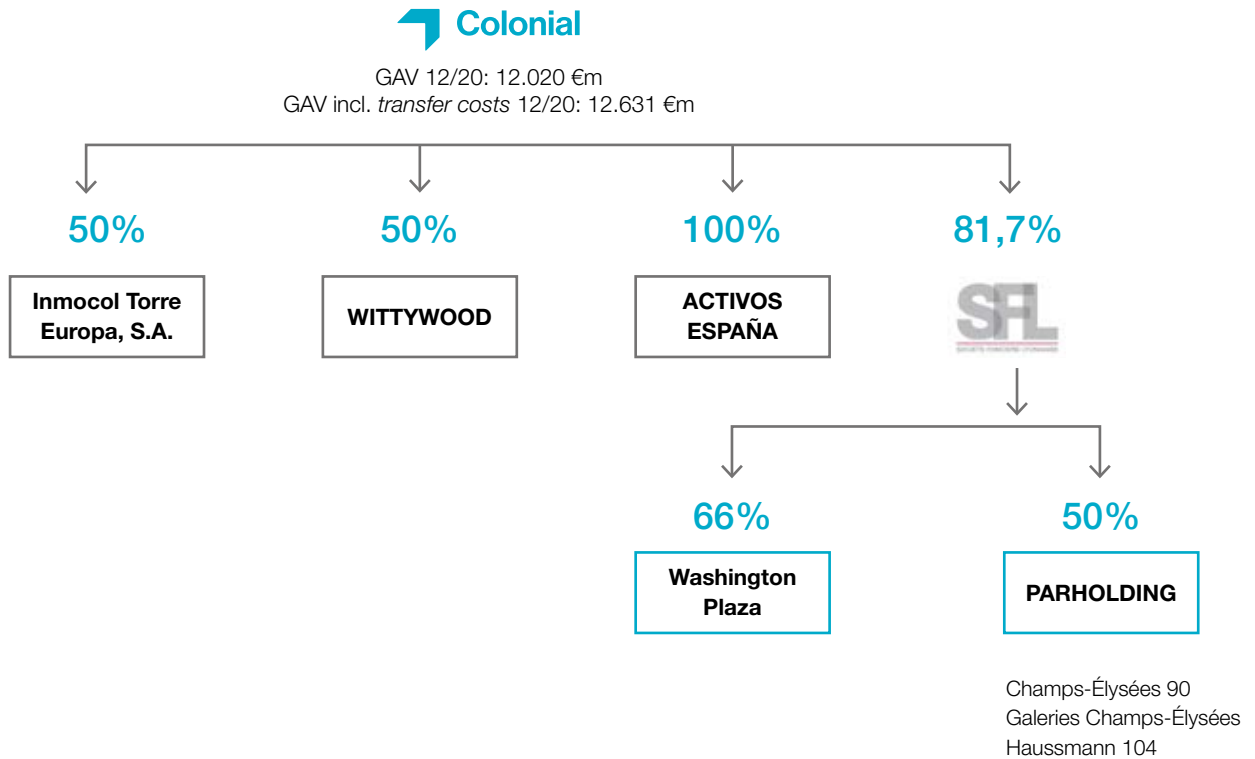 Colonial
GAV 12/20: 12.020 €m
GAV incl. transfer costs 12/20: 12.631 €m
50%
50%
100%
81,7%
Inmocol Torre
Europa, S.A.
WITTYWOOD
ACTIVOS
ESPAÑA
SFL
66%
50%
Washington
Plaza
PARHOLDING
Champs-Élysées 90
Galeries Champs-Élysées
Haussmann 104